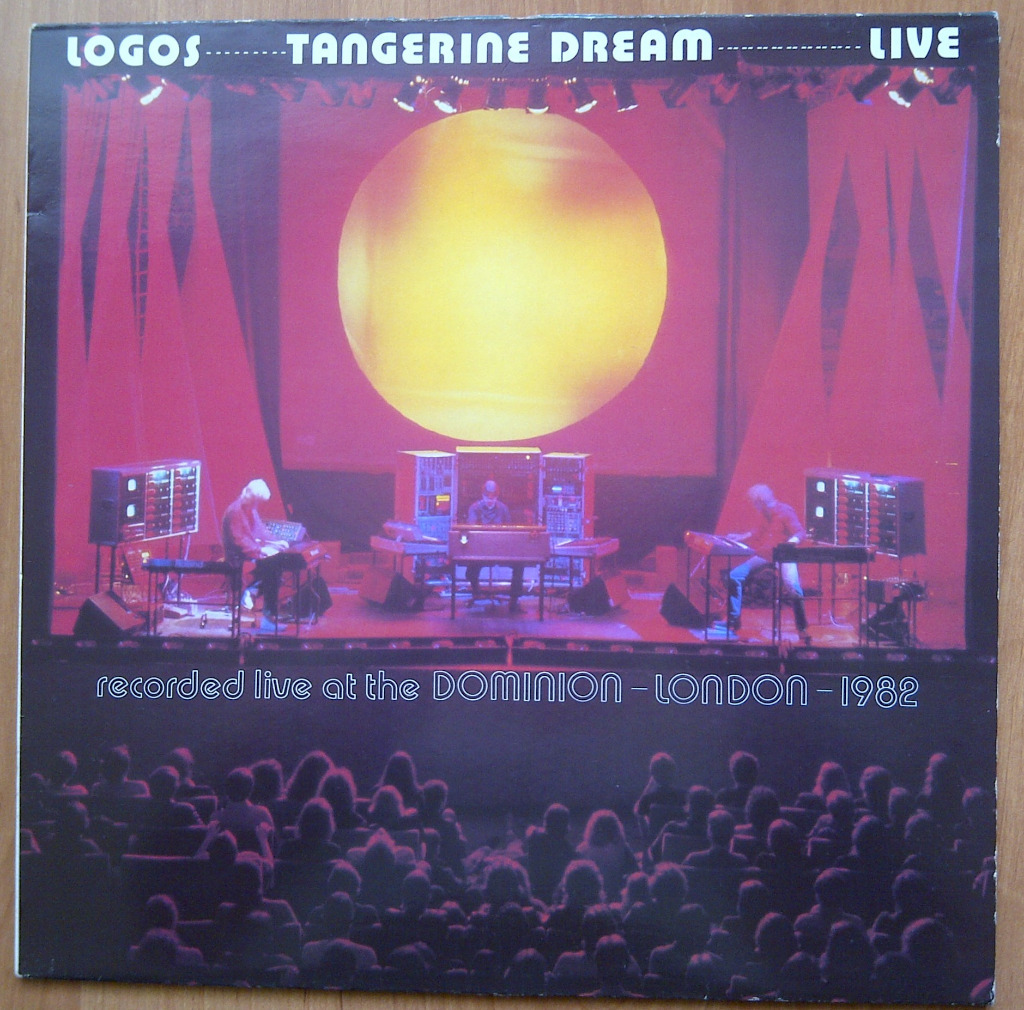 LOGOS---------TANGERINE DREAM----------------LIVE
recorded live at the DOMINION – LONDON – 1982